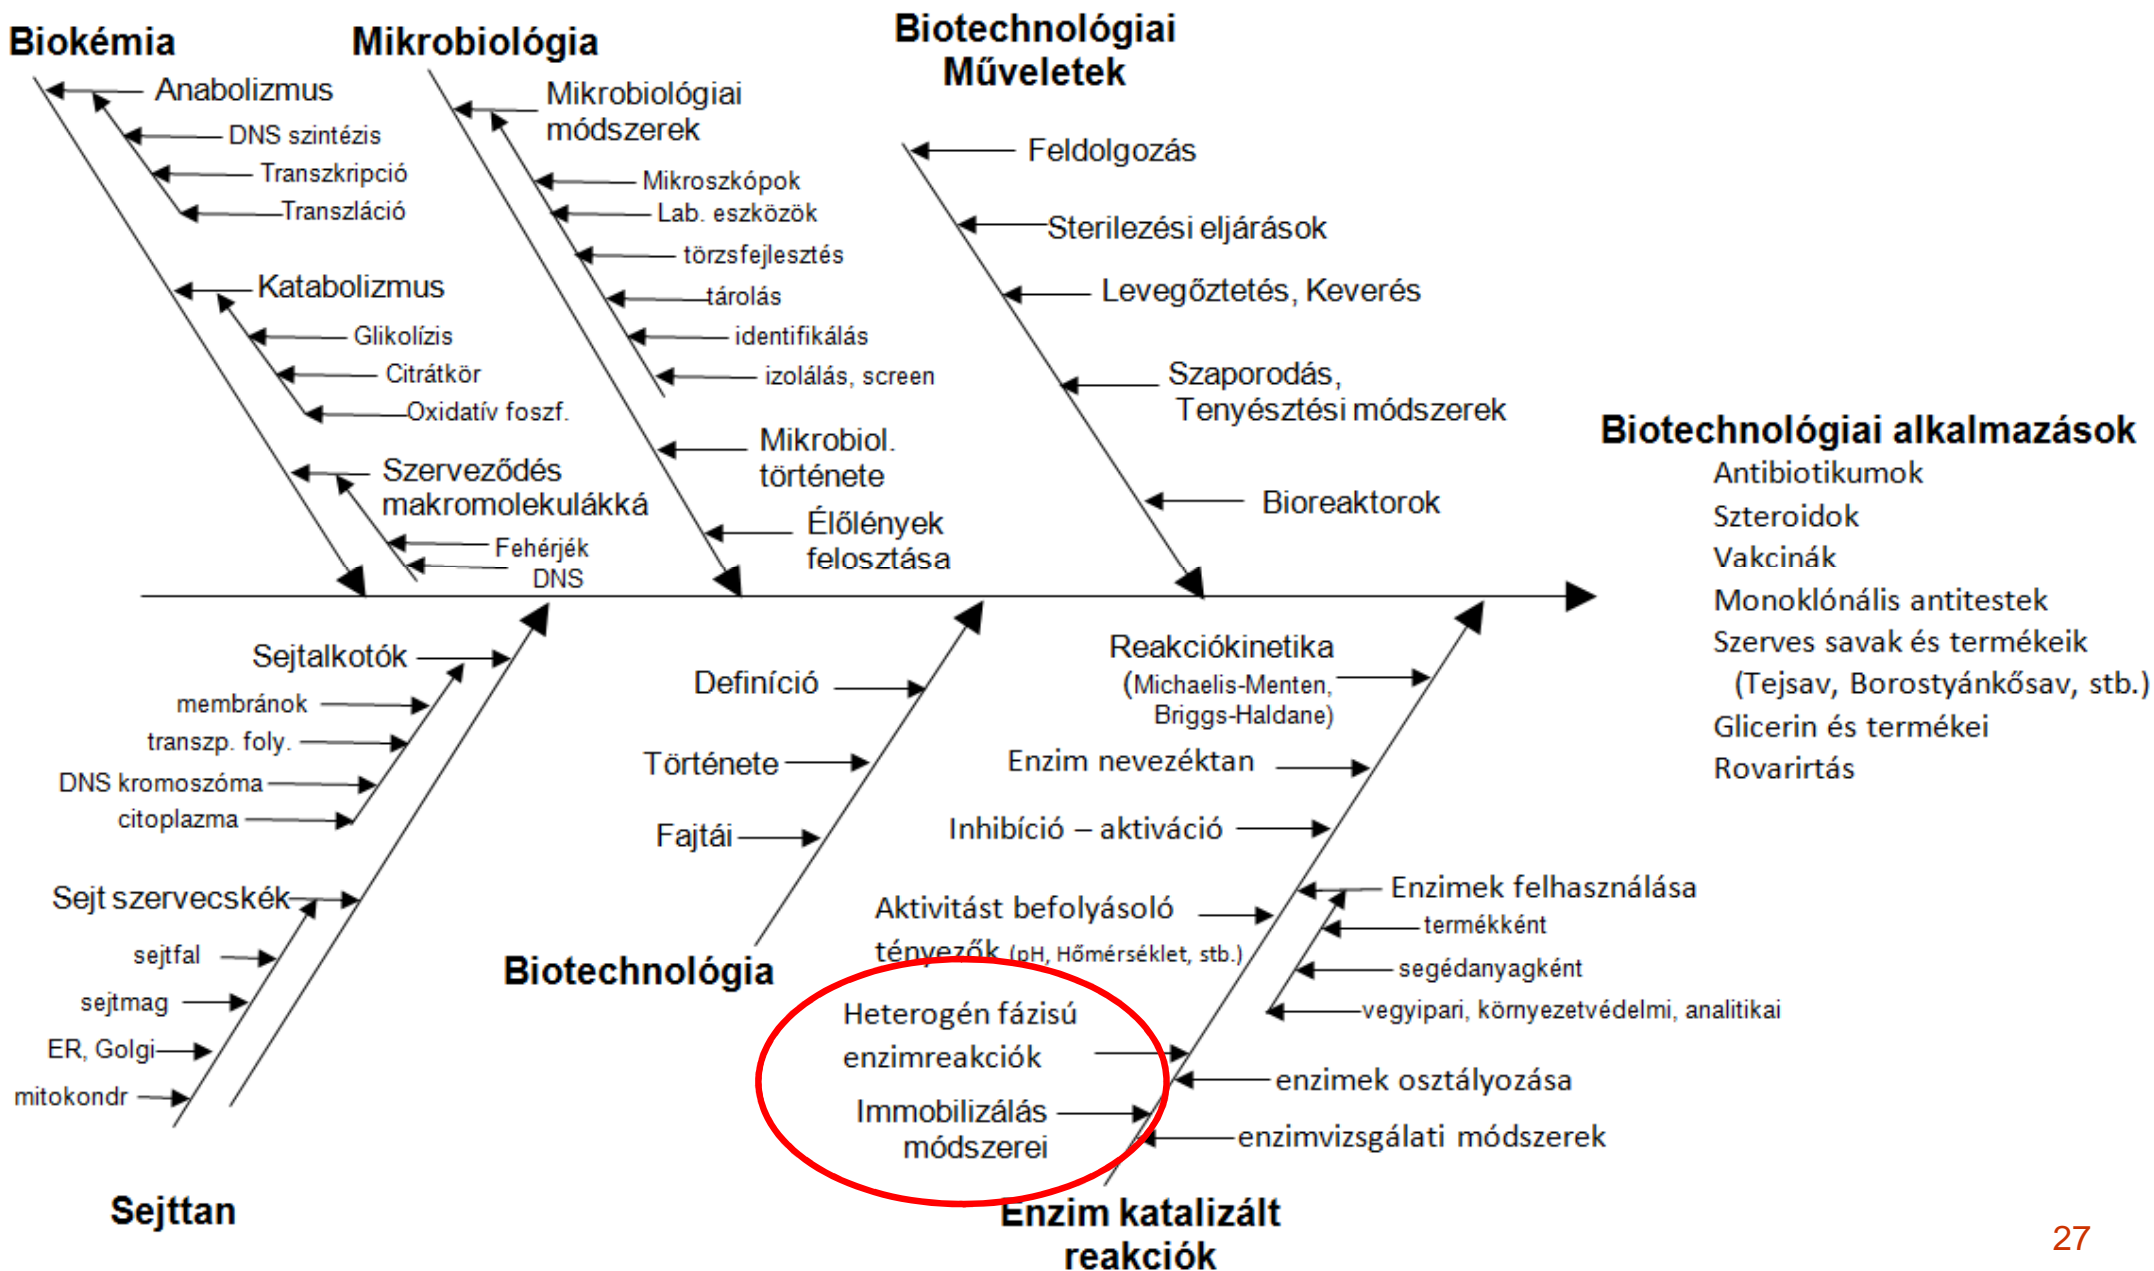 Biokémia
Anabolizmus
DNS szintézis
Transzkripció
Transzláció
Katabolizmus
Glikolízis
Citrátkör
Oxidatív foszf.
Szerveződés
makromolekulákká
Fehérjék
DNS
Mikrobiológia
Mikrobiológiai
módszerek
Mikroszkópok
Lab. eszközök
törzsfejlesztés
tárolás
identifikálás
izolálás, screen
Mikrobiol.
története
Élőlények
felosztása
Biotechnológiai
Műveletek
Feldolgozás
Sterilezési eljárások
Levegőztetés, Keverés
Szaporodás,
Tenyésztési módszerek
Bioreaktorok
Biotechnológiai alkalmazások
Antibiotikumok
Szteroidok
Vakcinák
Monoklónális antitestek
Szerves savak és termékeik
(Tejsav, Borostyánkősav, stb.)
Glicerin és termékei
Rovarirtás
Sejtalkotók
membránok
transzp. foly.
DNS kromoszóma
citoplazma
Sejt szervecskék
sejtfal
sejtmag
ER, Golgi
mitokondr
Sejttan
Definíció
Története
Fajtái
Biotechnológia
Reakciókinetika
(Michaelis-Menten,
Briggs-Haldane)
Enzim nevezéktan
Inhibíció – aktiváció
Aktivitást befolyásoló
tényezők (pH, Hőmérséklet, stb.)
Heterogén fázisú
enzimreakciók
Immobilizálás
módszerei
Enzimek felhasználása
termékként
segédanyagként
vegyipari, környezetvédelmi, analitikai
enzimek osztályozása
enzimvizsgálati módszerek
Enzim katalizált
reakciók
27